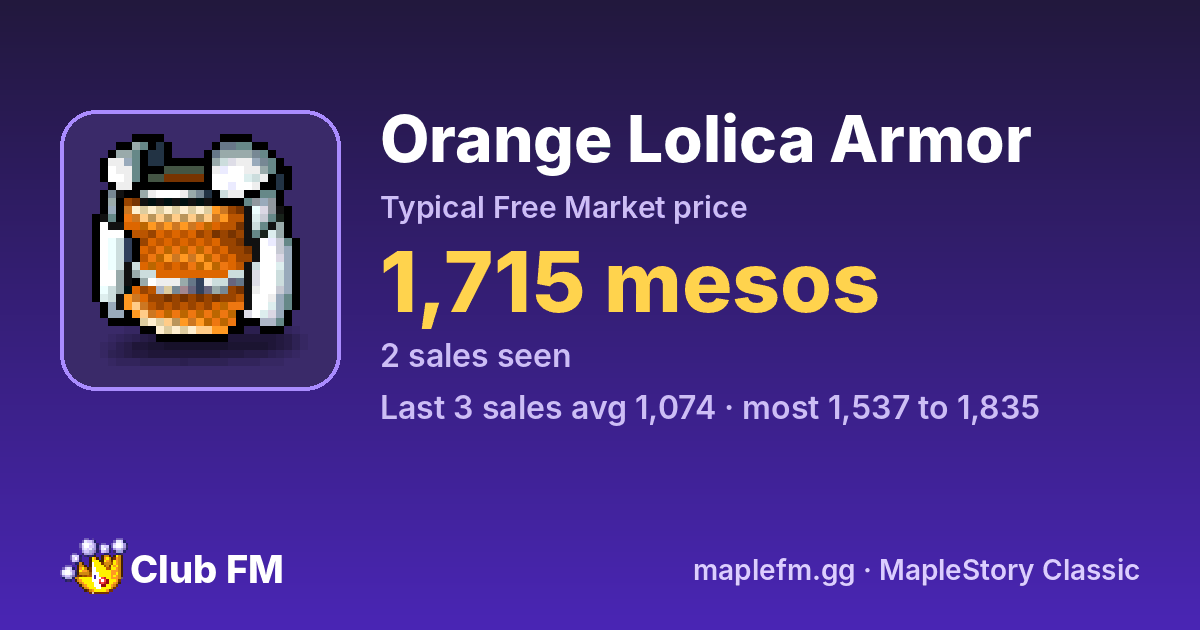 Orange Lolica Armor
Typical Free Market price
1,715 mesos
2 sales seen
Last 3 sales avg 1,074 · most 1,537 to 1,835
Club FM
maplefm.gg · MapleStory Classic